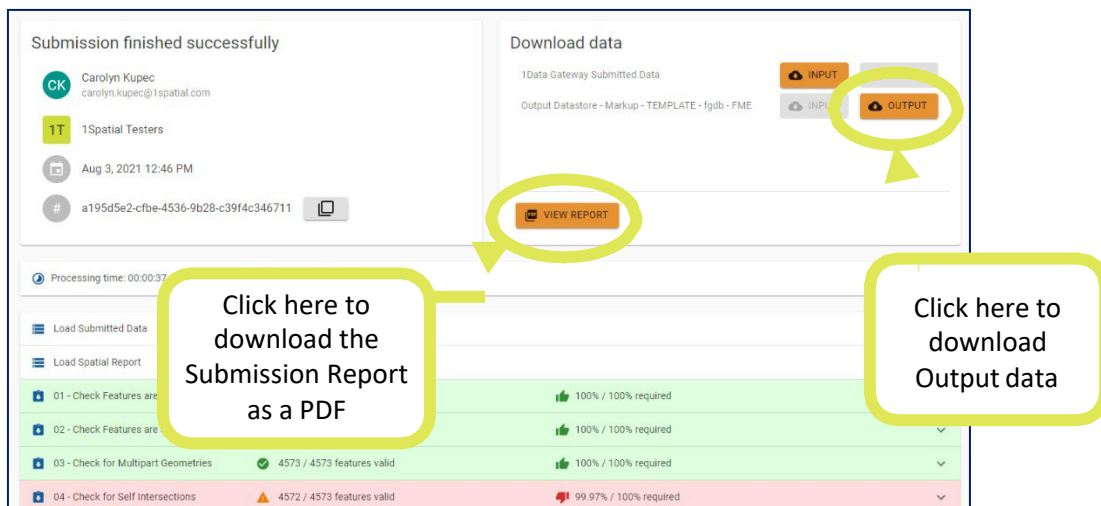 Submission finished successfully
CK
Carolyn Kupec
carolyn.kupec@1spatial.com
1T
1Spatial Testers
Aug 3, 2021 12:46 PM
#
a195d5e2-cfbe-4536-9b28-c39f4c346711
Download data
1Data Gateway Submitted Data
INPUT
Output Datastore - Markup - TEMPLATE - fgdb - FME
OUTPUT
VIEW REPORT
Processing time: 00:00:37
Click here to
download the
Submission Report
as a PDF
Click here to
download
Output data
Load Submitted Data
Load Spatial Report
01 - Check Features are
100% / 100% required
02 - Check Features are
100% / 100% required
03 - Check for Multipart Geometries
4573 / 4573 features valid
100% / 100% required
04 - Check for Self Intersections
4572 / 4573 features valid
99.97% / 100% required